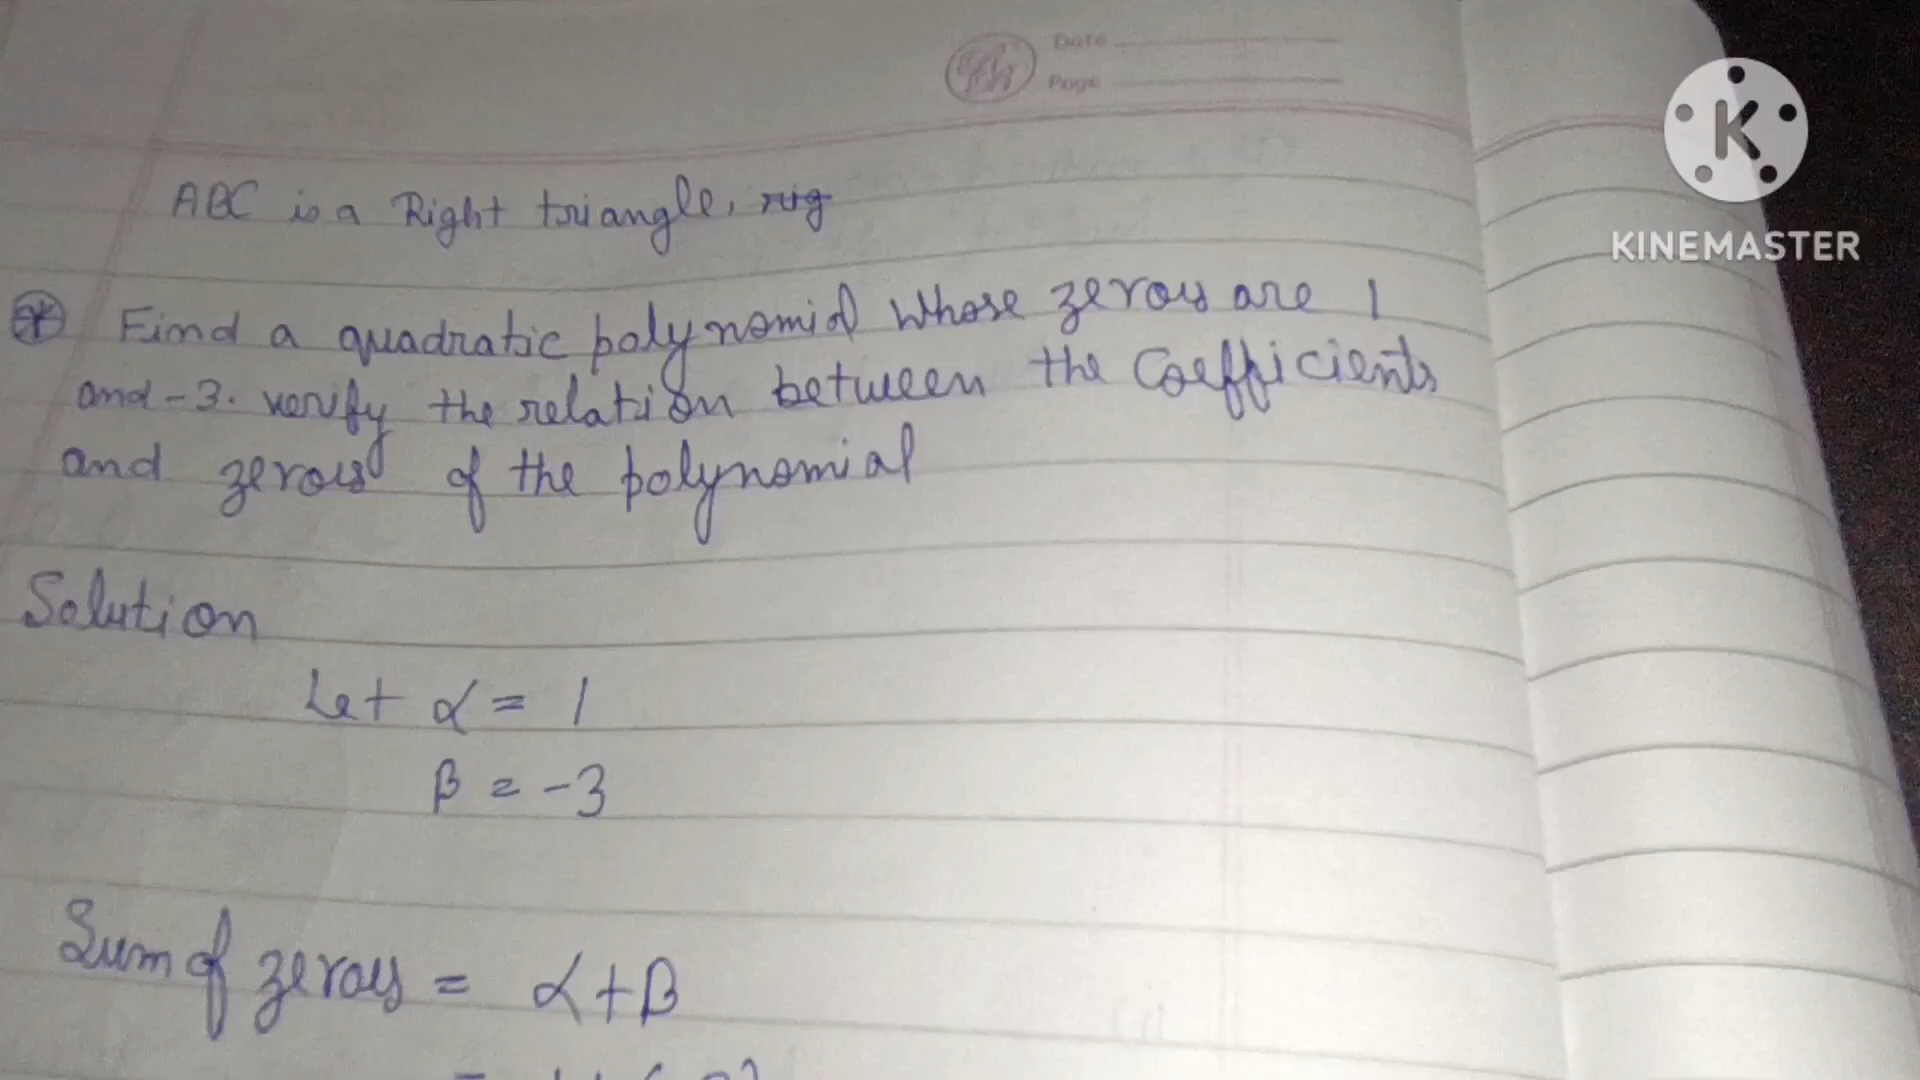 Date
Page
K
KINEMASTER
ABC is a Right triangle,
Find a quadratic polynomial whose zeroes are 1
and -3. verify the relation between the Coefficients
and zeroes of the polynomial
Solution
Let α = 1
β = -3
Sum of zeroes = α+β